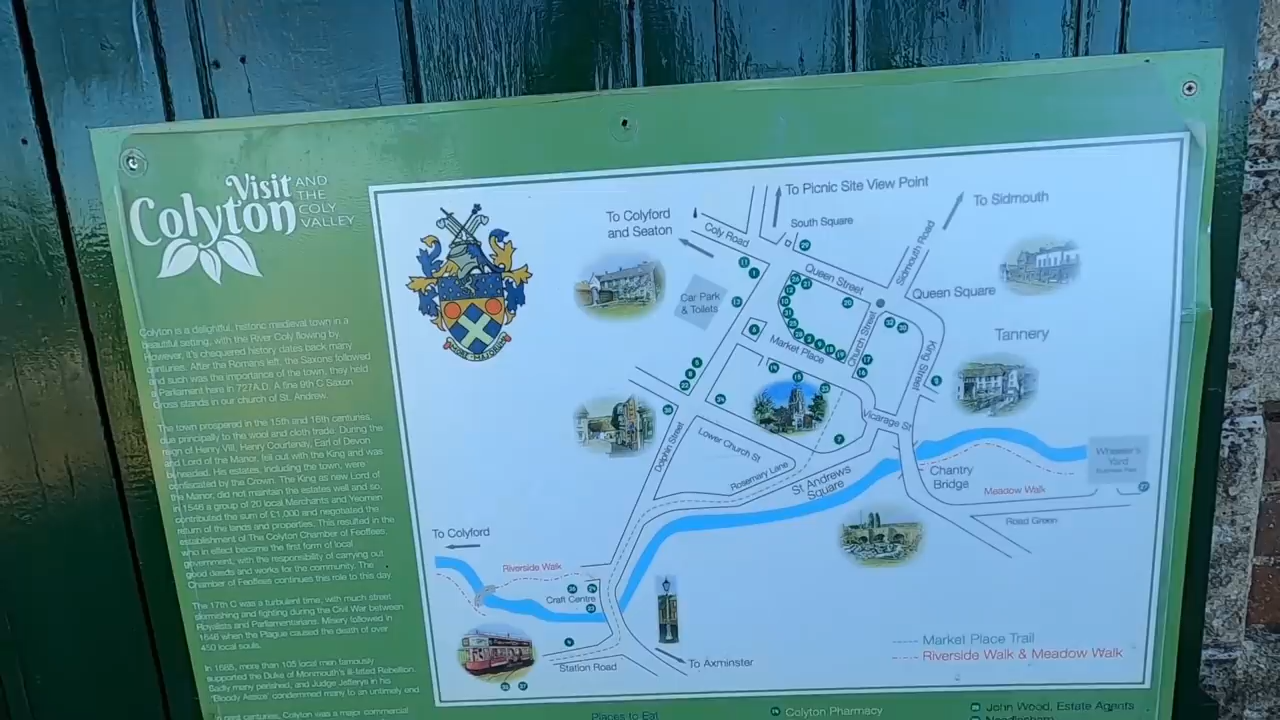 Visit
AND
THE
COLY
VALLEY
Colyton
Colyton is a delightful, historic medieval town in a
beautiful setting, with the River Coly flowing by.
However, it's chequered history dates back many
centuries. After the Romans left, the Saxons followed
and such was the importance of the town, they held
a Parliament here in 727A.D. A fine 9th C Saxon
Cross stands in our church of St. Andrew.
The town prospered in the 15th and 16th centuries,
due principally to the wool and cloth trade. During the
reign of Henry VIII, Henry Courtenay, Earl of Devon
and Lord of the Manor, fell out with the King and was
beheaded. His estates, including the town, were
confiscated by the Crown. The King as new Lord of
the Manor, did not maintain the estates well and so,
in 1546 a group of 20 local Merchants and Yeomen
contributed the sum of £1,000 and negotiated the
return of the lands and properties. This resulted in the
establishment of The Colyton Chamber of Feoffees,
who in effect became the first form of local
government, with the responsibility of carrying out
good deeds and works for the community. The
Chamber of Feoffees continues this role to this day.
The 17th C was a turbulent time, with much street
skirmishing and fighting during the Civil War between
Royalists and Parliamentarians. Misery followed in
1646 when the Plague caused the death of over
450 local souls.
In 1685, more than 105 local men famously
supported the Duke of Monmouth's ill-fated Rebellion.
Sadly many perished, and Judge Jefferys in his
'Bloody Assize' condemned many to an untimely end
To Picnic Site View Point
To Sidmouth
To Colyford
and Seaton
South Square
Coly Road
Queen Street
Sidmouth Road
Queen Square
Car Park
& Toilets
Church Street
Market Place
King Street
Tannery
Vicarage St
Dolphin Street
Lower Church St
Rosemary Lane
St Andrews
Square
Chantry
Bridge
Wheeler's
Yard
Meadow Walk
Road Green
To Colyford
Riverside Walk
Craft Centre
Station Road
To Axminster
Market Place Trail
Riverside Walk & Meadow Walk
Places to Eat
Colyton Pharmacy
John Wood, Estate Agents